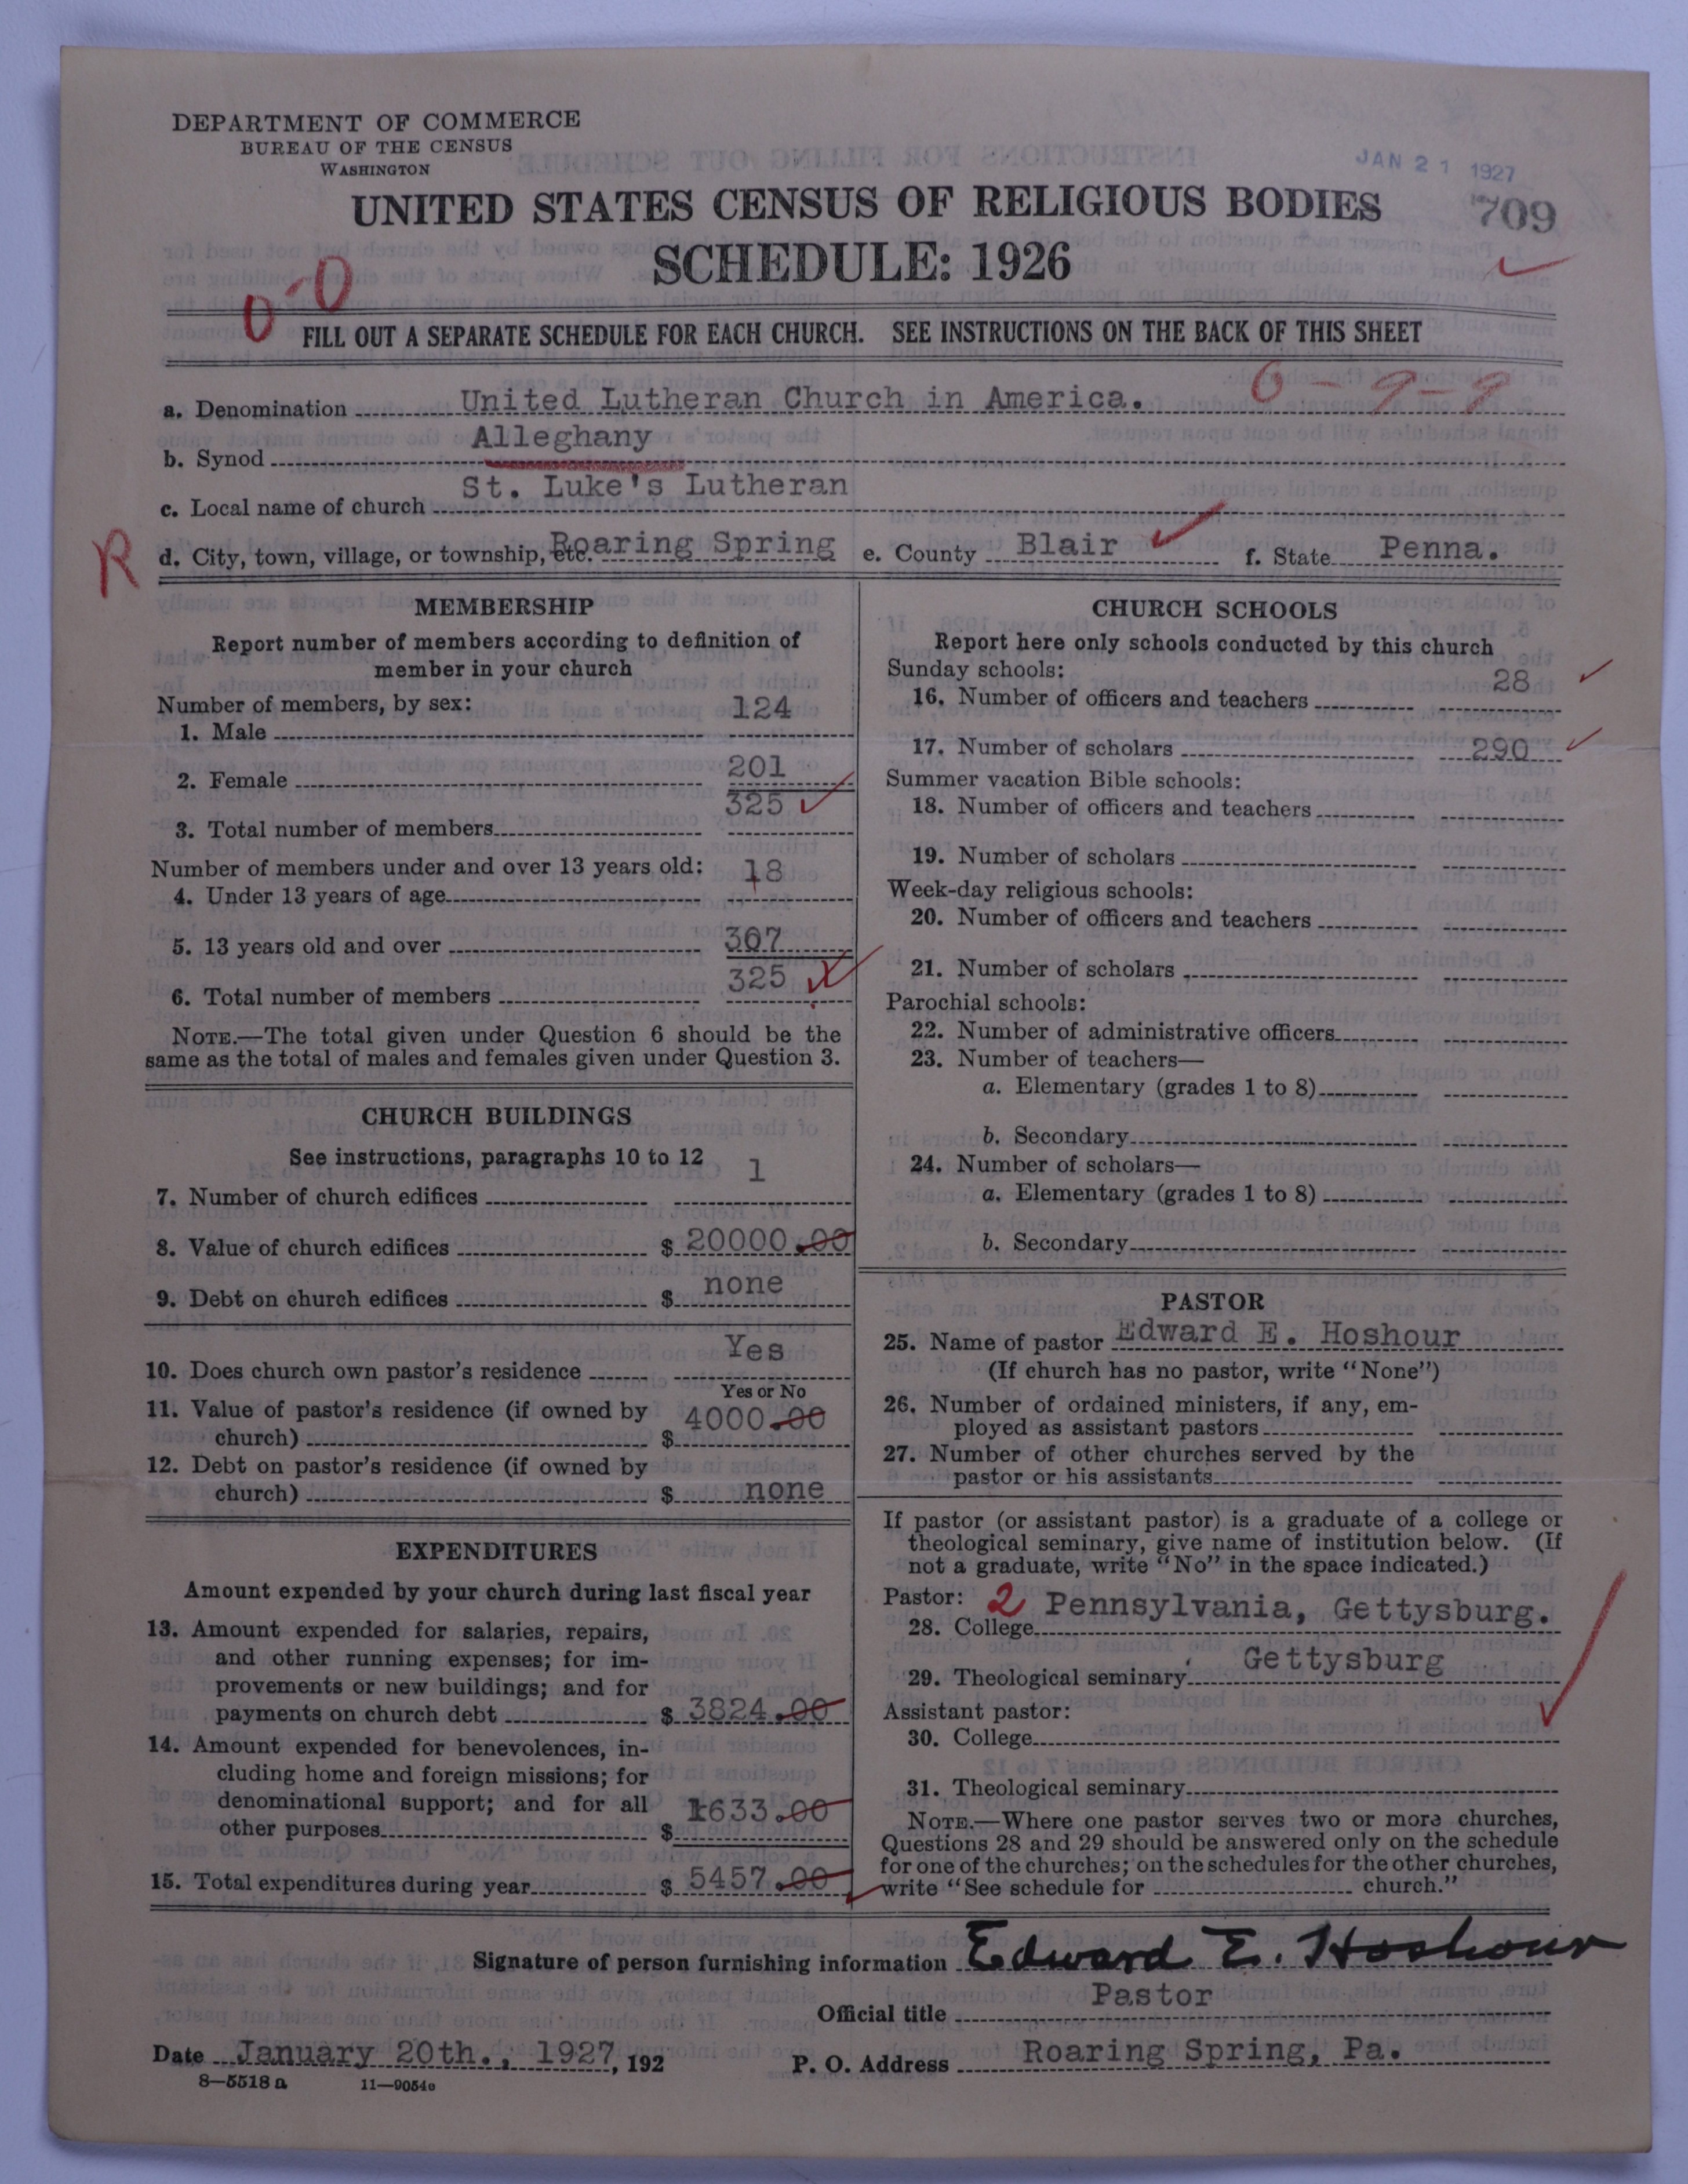 DEPARTMENT OF COMMERCE
BUREAU OF THE CENSUS
WASHINGTON
JAN 21 1927
UNITED STATES CENSUS OF RELIGIOUS BODIES
709
SCHEDULE: 1926
0-0
FILL OUT A SEPARATE SCHEDULE FOR EACH CHURCH. SEE INSTRUCTIONS ON THE BACK OF THIS SHEET
a. Denomination United Lutheran Church in America. 0-9-9
b. Synod Alleghany
c. Local name of church St. Luke's Lutheran
R d. City, town, village, or township, etc. Roaring Spring e. County Blair f. State Penna.
MEMBERSHIP
Report number of members according to definition of
member in your church
Number of members, by sex:
1. Male 124
2. Female 201
3. Total number of members 325
Number of members under and over 13 years old:
4. Under 13 years of age 18
5. 13 years old and over 307
6. Total number of members 325
NOTE.—The total given under Question 6 should be the
same as the total of males and females given under Question 3.
CHURCH BUILDINGS
See instructions, paragraphs 10 to 12
7. Number of church edifices 1
8. Value of church edifices $ 20000.00
9. Debt on church edifices $ none
10. Does church own pastor's residence Yes
Yes or No
11. Value of pastor's residence (if owned by
church) $ 4000.00
12. Debt on pastor's residence (if owned by
church) $ none
EXPENDITURES
Amount expended by your church during last fiscal year
13. Amount expended for salaries, repairs,
and other running expenses; for im-
provements or new buildings; and for
payments on church debt $ 3824.00
14. Amount expended for benevolences, in-
cluding home and foreign missions; for
denominational support; and for all
other purposes $ 1633.00
15. Total expenditures during year $ 5457.00
CHURCH SCHOOLS
Report here only schools conducted by this church
Sunday schools:
16. Number of officers and teachers 28
17. Number of scholars 290
Summer vacation Bible schools:
18. Number of officers and teachers
19. Number of scholars
Week-day religious schools:
20. Number of officers and teachers
21. Number of scholars
Parochial schools:
22. Number of administrative officers
23. Number of teachers—
a. Elementary (grades 1 to 8)
b. Secondary
24. Number of scholars—
a. Elementary (grades 1 to 8)
b. Secondary
PASTOR
25. Name of pastor Edward E. Hoshour
(If church has no pastor, write "None")
26. Number of ordained ministers, if any, em-
ployed as assistant pastors
27. Number of other churches served by the
pastor or his assistants
If pastor (or assistant pastor) is a graduate of a college or
theological seminary, give name of institution below. (If
not a graduate, write "No" in the space indicated.)
Pastor: 2
28. College Pennsylvania, Gettysburg.
29. Theological seminary Gettysburg
Assistant pastor:
30. College
31. Theological seminary
NOTE.—Where one pastor serves two or more churches,
Questions 28 and 29 should be answered only on the schedule
for one of the churches; on the schedules for the other churches,
write "See schedule for church."
Signature of person furnishing information Edward E. Hoshour
Official title Pastor
Date January 20th., 1927, 192 P. O. Address Roaring Spring, Pa.
8—5518 a 11—9054